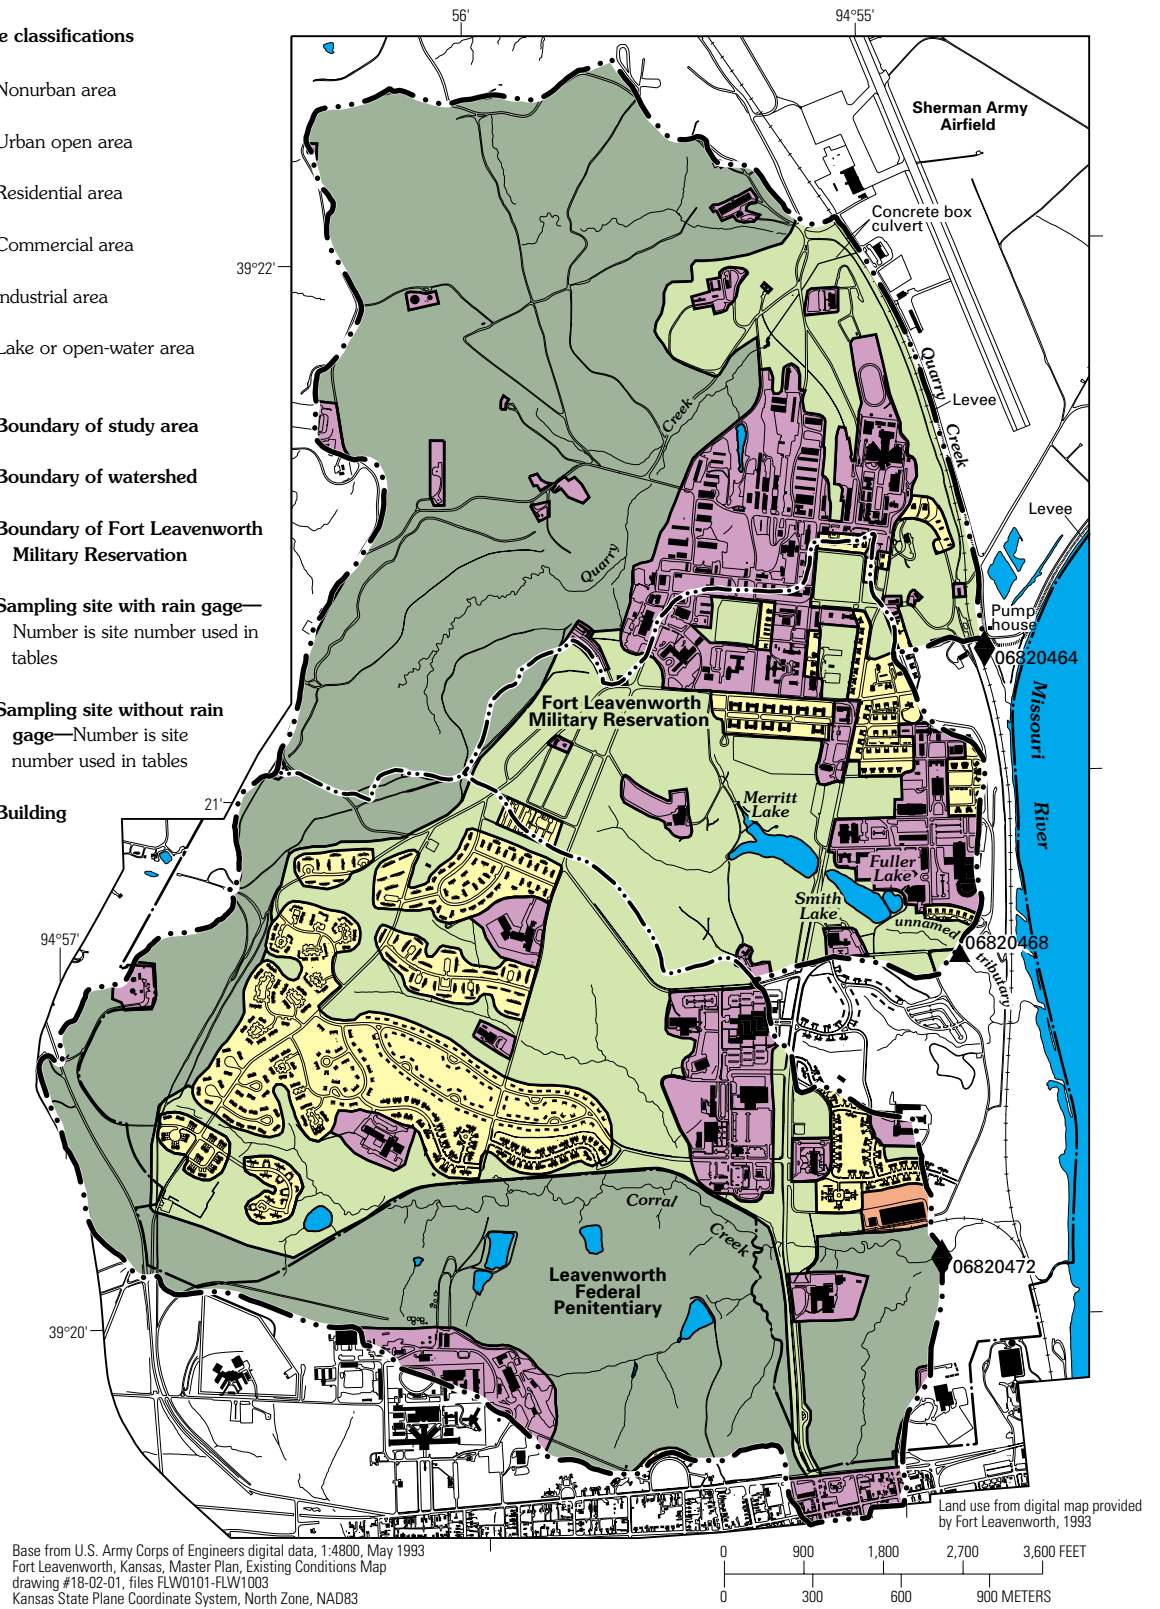 56'
94°55'
e classifications
Nonurban area
Urban open area
Residential area
Commercial area
ndustrial area
Lake or open-water area
Boundary of study area
Boundary of watershed
Boundary of Fort Leavenworth
Military Reservation
Sampling site with rain gage—
Number is site number used in
tables
Sampling site without rain
gage—Number is site
number used in tables
Building
Sherman Army
Airfield
Concrete box
culvert
39°22'
Quarry
Creek
Levee
Creek
Levee
Quarry
Pump
house
06820464
Fort Leavenworth
Military Reservation
Missouri
River
21'
Merritt
Lake
Fuller
Lake
Smith
Lake
unnamed
tributary
94°57'
06820468
Corral
Creek
Leavenworth
Federal
Penitentiary
06820472
39°20'
Land use from digital map provided
by Fort Leavenworth, 1993
Base from U.S. Army Corps of Engineers digital data, 1:4800, May 1993
Fort Leavenworth, Kansas, Master Plan, Existing Conditions Map
drawing #18-02-01, files FLW0101-FLW1003
Kansas State Plane Coordinate System, North Zone, NAD83
0 900 1,800 2,700 3,600 FEET
0 300 600 900 METERS